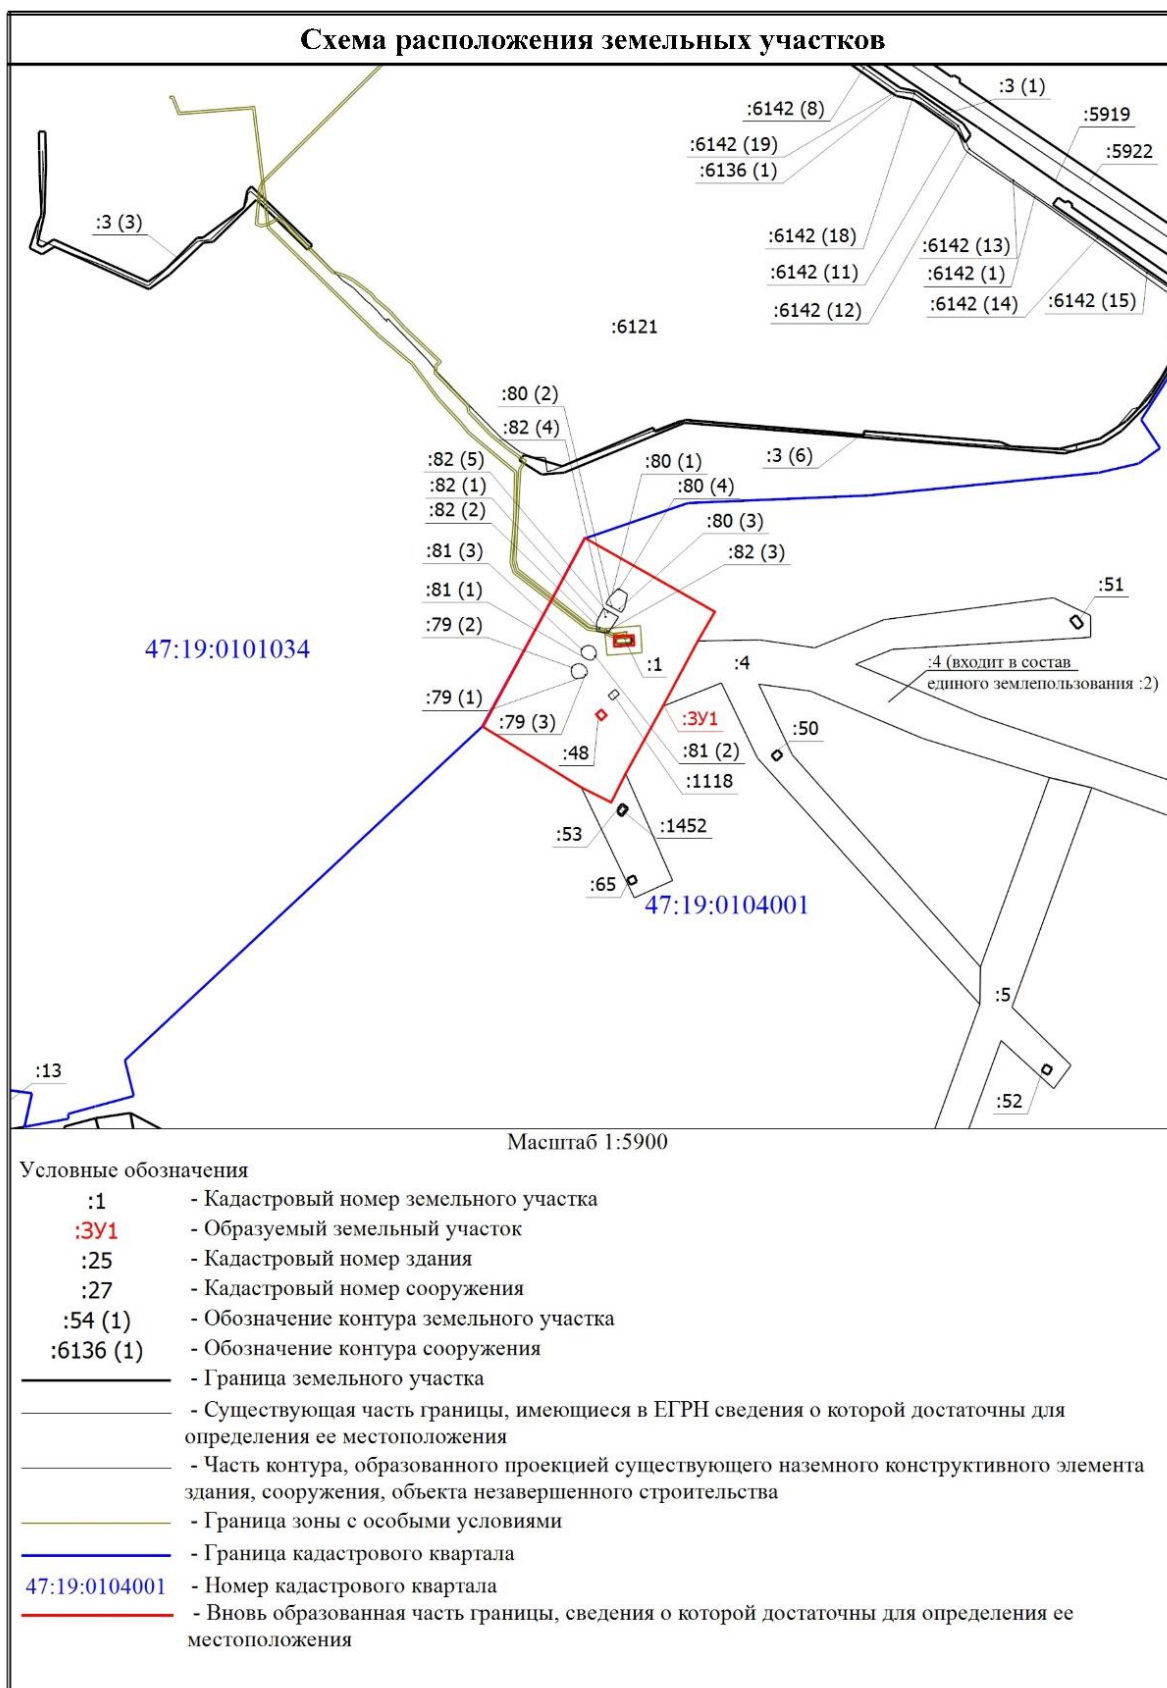 Схема расположения земельных участков
:3 (1)
:6142 (8)
:5919
:6142 (19)
:5922
:6136 (1)
:3 (3)
:6142 (18)
:6142 (13)
:6142 (11)
:6142 (1)
:6142 (12)
:6142 (14)
:6142 (15)
:6121
:80 (2)
:82 (4)
:3 (6)
:82 (5)
:80 (1)
:82 (1)
:80 (4)
:82 (2)
:80 (3)
:81 (3)
:82 (3)
:81 (1)
:51
:79 (2)
47:19:0101034
:1
:4
:4 (входит в состав
единого землепользования :2)
:79 (1)
:79 (3)
:ЗУ1
:50
:48
:81 (2)
:1118
:53
:1452
:65
47:19:0104001
:5
:13
:52
Масштаб 1:5900
Условные обозначения
:1 - Кадастровый номер земельного участка
:ЗУ1 - Образуемый земельный участок
:25 - Кадастровый номер здания
:27 - Кадастровый номер сооружения
:54 (1) - Обозначение контура земельного участка
:6136 (1) - Обозначение контура сооружения
- Граница земельного участка
- Существующая часть границы, имеющиеся в ЕГРН сведения о которой достаточны для
определения ее местоположения
- Часть контура, образованного проекцией существующего наземного конструктивного элемента
здания, сооружения, объекта незавершенного строительства
- Граница зоны с особыми условиями
- Граница кадастрового квартала
47:19:0104001 - Номер кадастрового квартала
- Вновь образованная часть границы, сведения о которой достаточны для определения ее
местоположения